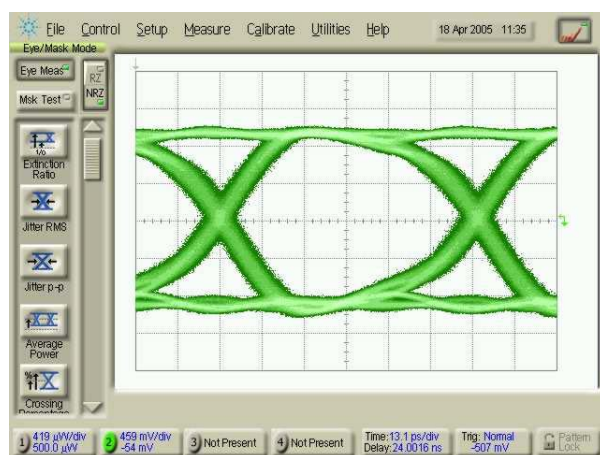 File Control Setup Measure Calibrate Utilities Help 18 Apr 2005 11:35
Eye/Mask Mode
Eye Meas
RZ
NRZ
Msk Test
Extinction
Ratio
Jitter RMS
Jitter p-p
Average
Power
Crossing
Percentage
1) 419 µW/div
500.0 µW
2) 459 mV/div
-54 mV
3) Not Present
4) Not Present
Time:13.1 ps/div
Delay:24.0016 ns
Trig: Normal
-507 mV
Pattern
Lock